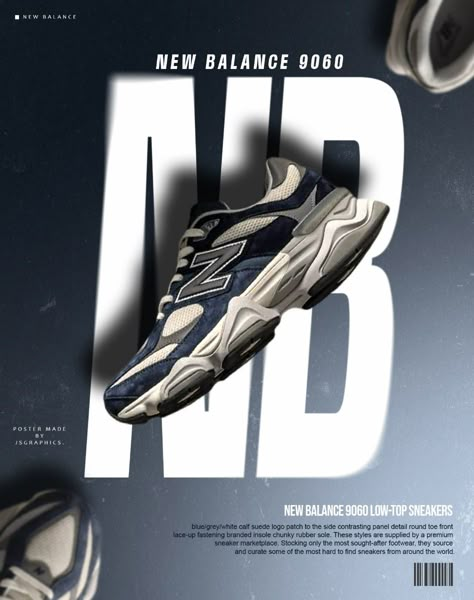 NEW BALANCE
NEW BALANCE 9060
NB
N
POSTER MADE
BY
JSGRAPHICS.
NEW BALANCE 9060 LOW-TOP SNEAKERS
blue/grey/white calf suede logo patch to the side contrasting panel detail round toe front
lace-up fastening branded insole chunky rubber sole. These styles are supplied by a premium
sneaker marketplace. Stocking only the most sought-after footwear, they source
and curate some of the most hard to find sneakers from around the world.